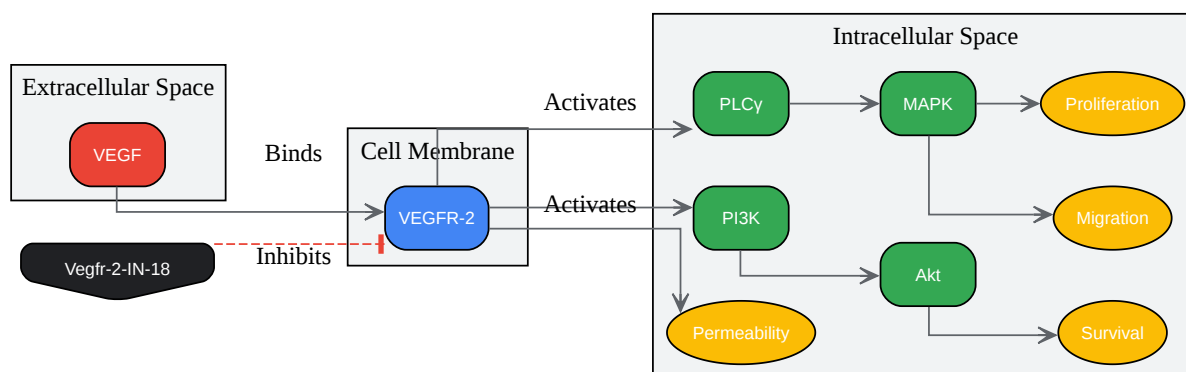 Extracellular Space
VEGF
Binds
Cell Membrane
VEGFR-2
Vegfr-2-IN-18
Inhibits
Activates
Activates
Intracellular Space
PLCγ
MAPK
Proliferation
PI3K
Migration
Akt
Permeability
Survival